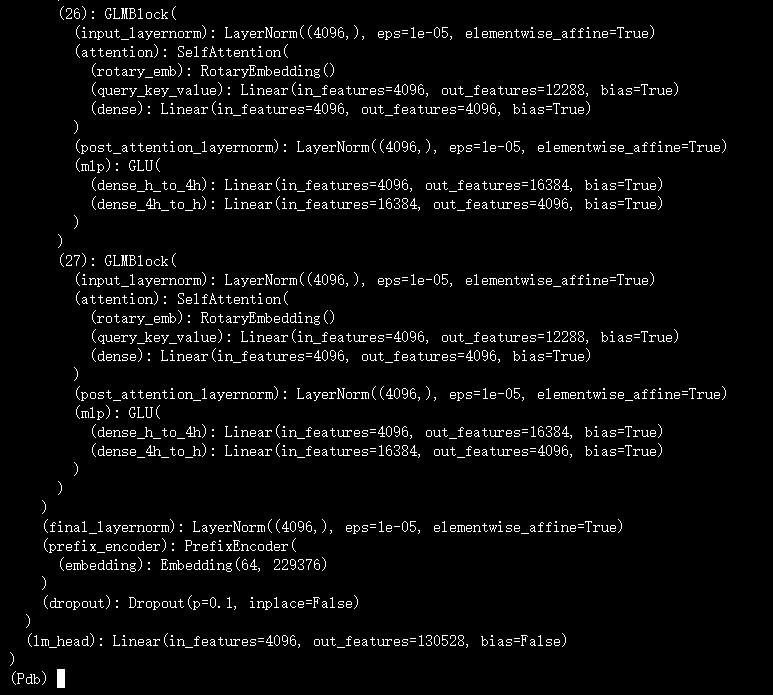 (26): GLMBlock(
(input_layernorm): LayerNorm((4096,), eps=1e-05, elementwise_affine=True)
(attention): SelfAttention(
(rotary_emb): RotaryEmbedding()
(query_key_value): Linear(in_features=4096, out_features=12288, bias=True)
(dense): Linear(in_features=4096, out_features=4096, bias=True)
)
(post_attention_layernorm): LayerNorm((4096,), eps=1e-05, elementwise_affine=True)
(mlp): GLU(
(dense_h_to_4h): Linear(in_features=4096, out_features=16384, bias=True)
(dense_4h_to_h): Linear(in_features=16384, out_features=4096, bias=True)
)
)
(27): GLMBlock(
(input_layernorm): LayerNorm((4096,), eps=1e-05, elementwise_affine=True)
(attention): SelfAttention(
(rotary_emb): RotaryEmbedding()
(query_key_value): Linear(in_features=4096, out_features=12288, bias=True)
(dense): Linear(in_features=4096, out_features=4096, bias=True)
)
(post_attention_layernorm): LayerNorm((4096,), eps=1e-05, elementwise_affine=True)
(mlp): GLU(
(dense_h_to_4h): Linear(in_features=4096, out_features=16384, bias=True)
(dense_4h_to_h): Linear(in_features=16384, out_features=4096, bias=True)
)
)
)
(final_layernorm): LayerNorm((4096,), eps=1e-05, elementwise_affine=True)
(prefix_encoder): PrefixEncoder(
(embedding): Embedding(64, 229376)
)
(dropout): Dropout(p=0.1, inplace=False)
)
(lm_head): Linear(in_features=4096, out_features=130528, bias=False)
)
(Pdb)